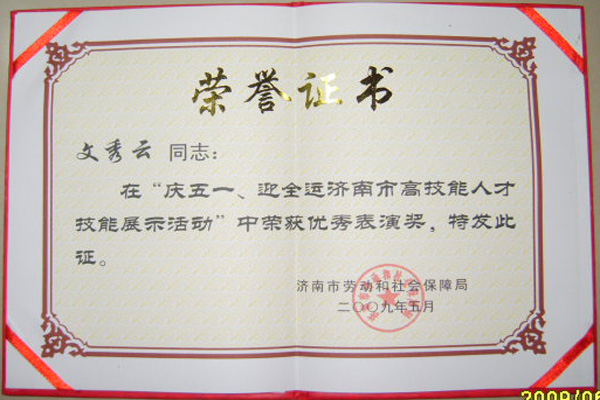 荣誉证书
文秀云 同志：
在“庆五一、迎全运济南市高技能人才
技能展示活动”中荣获优秀表演奖，特发此
证。
济南市劳动和社会保障局
二〇〇九年五月